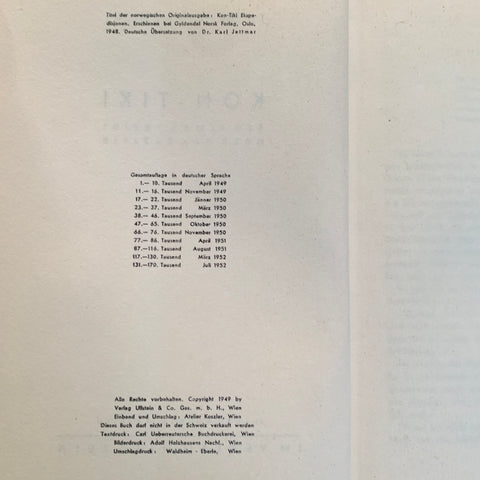 Titel der norwegischen Originalausgabe: Kon-Tiki Ekspe-
disjonen, Erschienen bei Gyldendal Norsk Forlag, Oslo,
1948. Deutsche Übersetzung von Dr. Karl Jettmar
KON-TIKI
Gesamtauflage in deutscher Sprache
1.— 10. Tausend April 1949
11.— 16. Tausend November 1949
17.— 22. Tausend Jänner 1950
23.— 37. Tausend März 1950
38.— 46. Tausend September 1950
47.— 65. Tausend Oktober 1950
66.— 76. Tausend November 1950
77.— 86. Tausend April 1951
87.—116. Tausend August 1951
117.—130. Tausend März 1952
131.—170. Tausend Juli 1952
Alle Rechte vorbehalten. Copyright 1949 by
Verlag Ullstein & Co. Ges. m. b. H., Wien
Einband und Umschlag: Atelier Koszler, Wien
Dieses Buch darf nicht in der Schweiz verkauft werden
Textdruck: Carl Ueberreutersche Buchdruckerei, Wien
Bilderdruck: Adolf Holzhausens Nachf., Wien
Umschlagdruck: Waldheim - Eberle, Wien